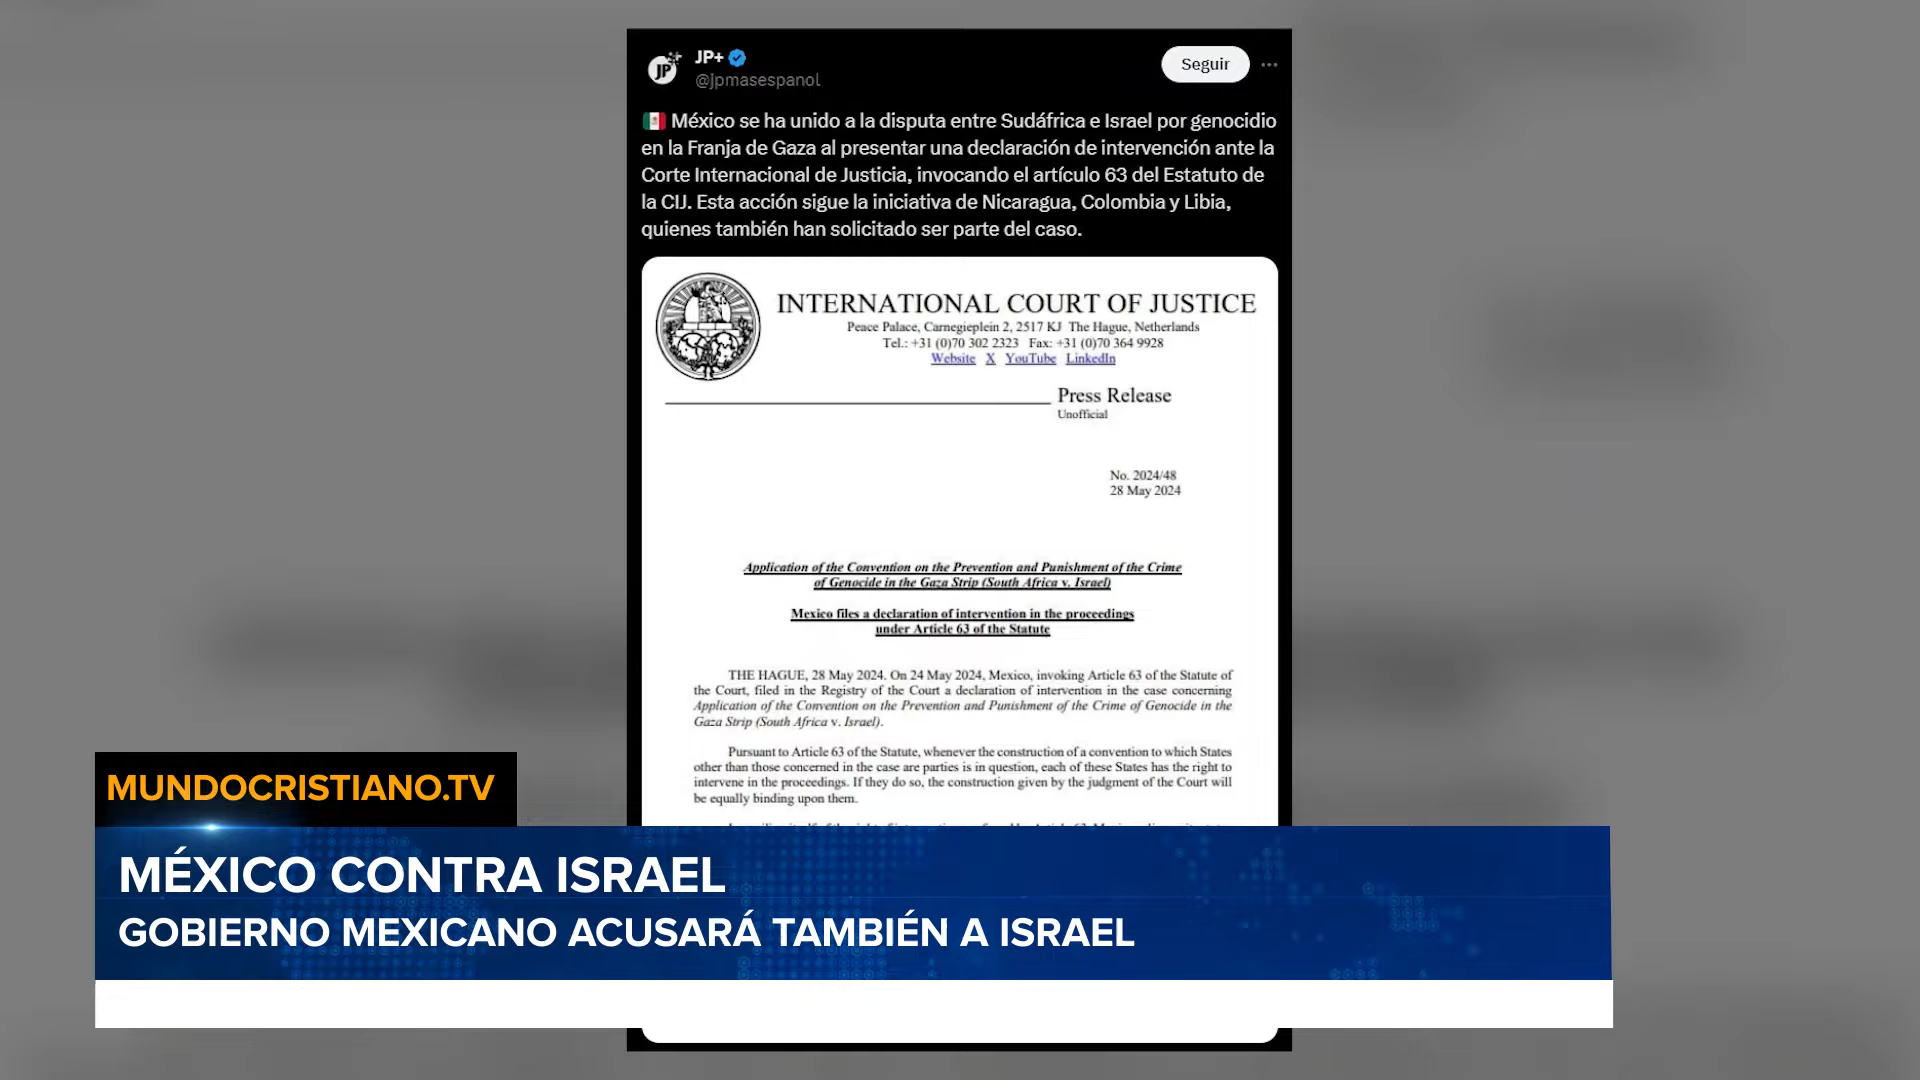 JP+
@jpmasespanol
Seguir
JP
México se ha unido a la disputa entre Sudáfrica e Israel por genocidio
en la Franja de Gaza al presentar una declaración de intervención ante la
Corte Internacional de Justicia, invocando el artículo 63 del Estatuto de
la CIJ. Esta acción sigue la iniciativa de Nicaragua, Colombia y Libia,
quienes también han solicitado ser parte del caso.
INTERNATIONAL COURT OF JUSTICE
Peace Palace, Carnegieplein 2, 2517 KJ The Hague, Netherlands
Tel.: +31 (0)70 302 2323 Fax: +31 (0)70 364 9928
Website X YouTube LinkedIn
Press Release
Unofficial
No. 2024/48
28 May 2024
Application of the Convention on the Prevention and Punishment of the Crime
of Genocide in the Gaza Strip (South Africa v. Israel)
Mexico files a declaration of intervention in the proceedings
under Article 63 of the Statute
THE HAGUE, 28 May 2024. On 24 May 2024, Mexico, invoking Article 63 of the Statute of
the Court, filed in the Registry of the Court a declaration of intervention in the case concerning
Application of the Convention on the Prevention and Punishment of the Crime of Genocide in the
Gaza Strip (South Africa v. Israel).
Pursuant to Article 63 of the Statute, whenever the construction of a convention to which States
other than those concerned in the case are parties is in question, each of these States has the right to
intervene in the proceedings. If they do so, the construction given by the judgment of the Court will
be equally binding upon them.
MUNDOCRISTIANO.TV
MÉXICO CONTRA ISRAEL
GOBIERNO MEXICANO ACUSARÁ TAMBIÉN A ISRAEL